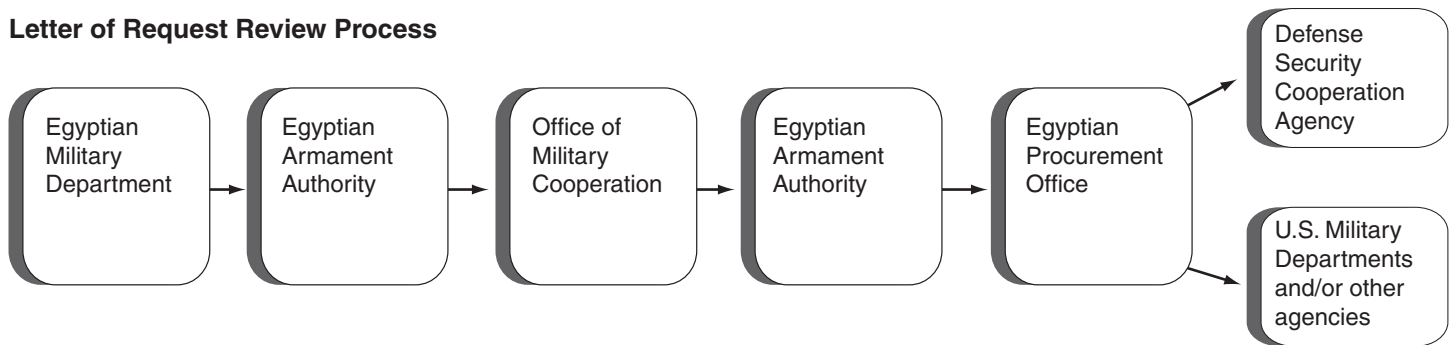 Letter of Request Review Process
Egyptian
Military
Department
Egyptian
Armament
Authority
Office of
Military
Cooperation
Egyptian
Armament
Authority
Egyptian
Procurement
Office
Defense
Security
Cooperation
Agency
U.S. Military
Departments
and/or other
agencies